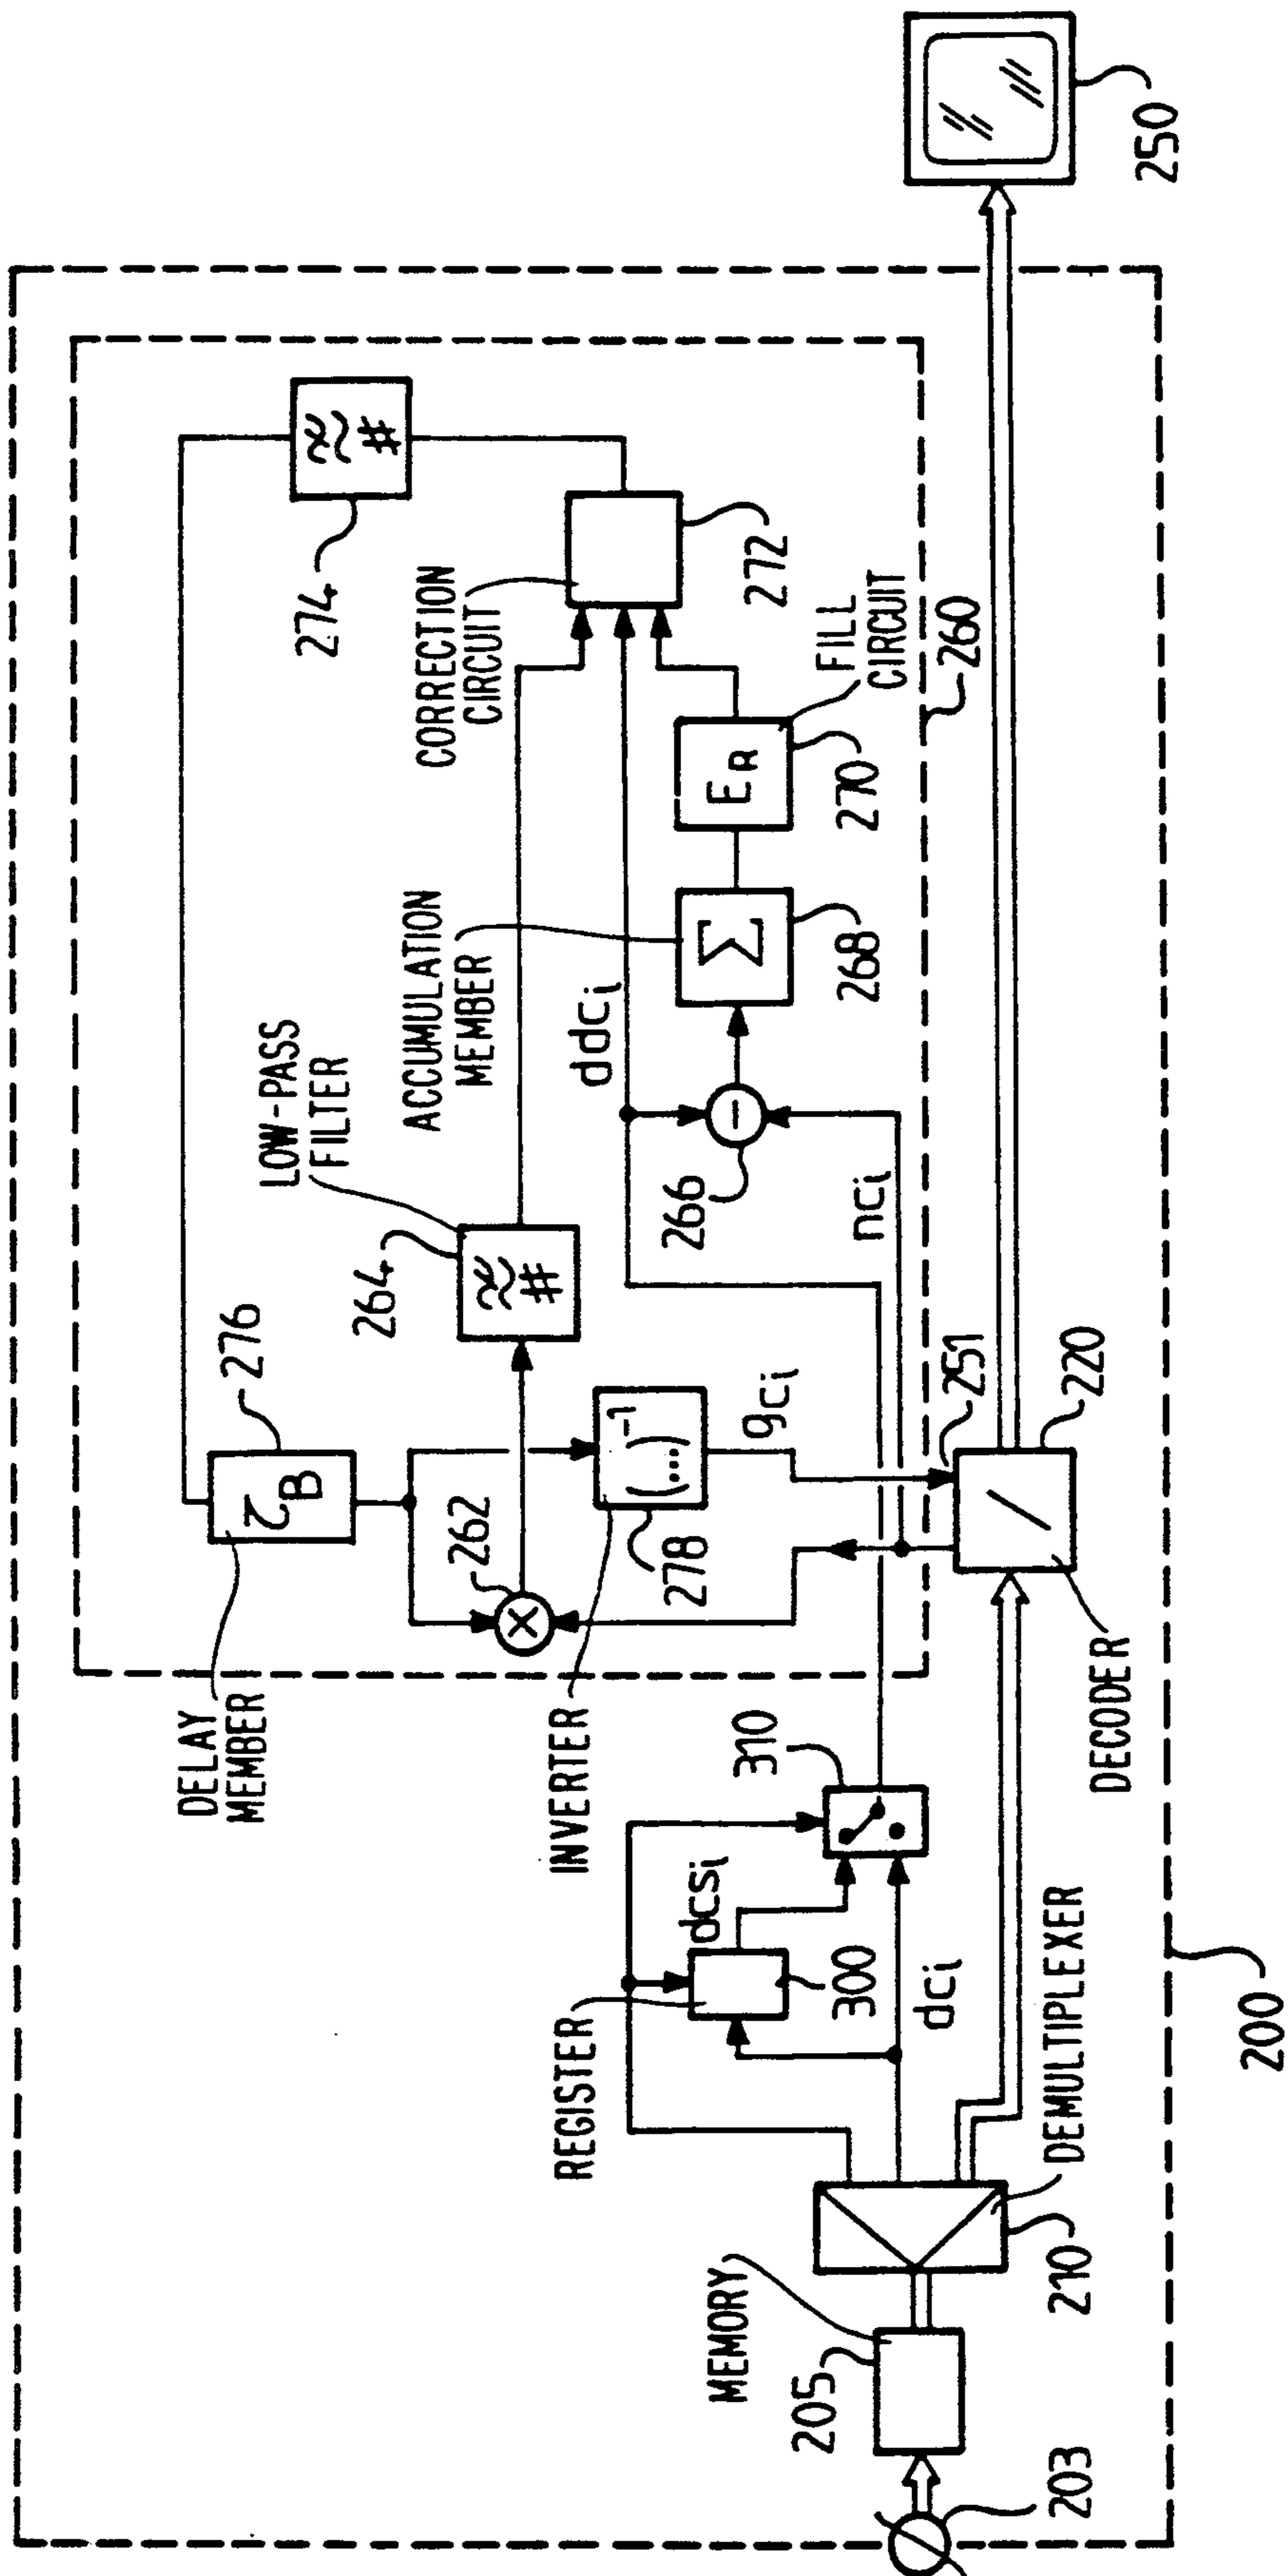 DELAY
MEMBER
276
τB
LOW-PASS
FILTER
264
≈
#
274
≈
#
262
×
INVERTER
(...)⁻¹
278
gci
ACCUMULATION
MEMBER
Σ
268
CORRECTION
CIRCUIT
272
ddci
266
−
nci
ER
270
FILL
CIRCUIT
260
250
REGISTER
dcsi
300
310
dci
251
220
DECODER
MEMORY
205
203
210
DEMULTIPLEXER
200